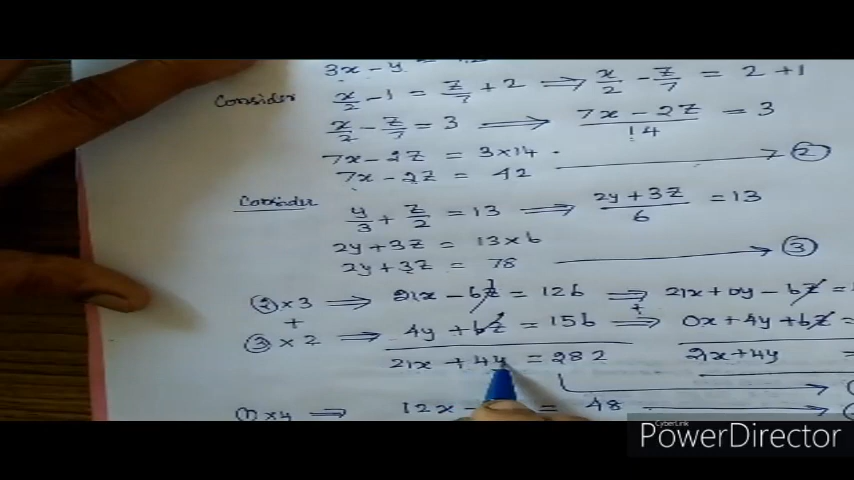 3x - y =
Consider x/2 - 1 = z/7 + 2 ⟹ x/2 - z/7 = 2 + 1
x/2 - z/7 = 3 ⟹ (7x - 2z)/14 = 3
7x - 2z = 3×14.
7x - 2z = 42 → ②
Consider y/3 + z/2 = 13 ⟹ (2y + 3z)/6 = 13
2y + 3z = 13×6
2y + 3z = 78 → ③
②×3 ⟹ 21x - 6z = 126 ⟹ 21x + 0y - 6z =
+ +
③×2 ⟹ 4y + 6z = 156 ⟹ 0x + 4y + 6z =
21x + 4y = 282 21x + 4y =
①×4 ⟹ 12x - = 48 →
CyberLink
PowerDirector